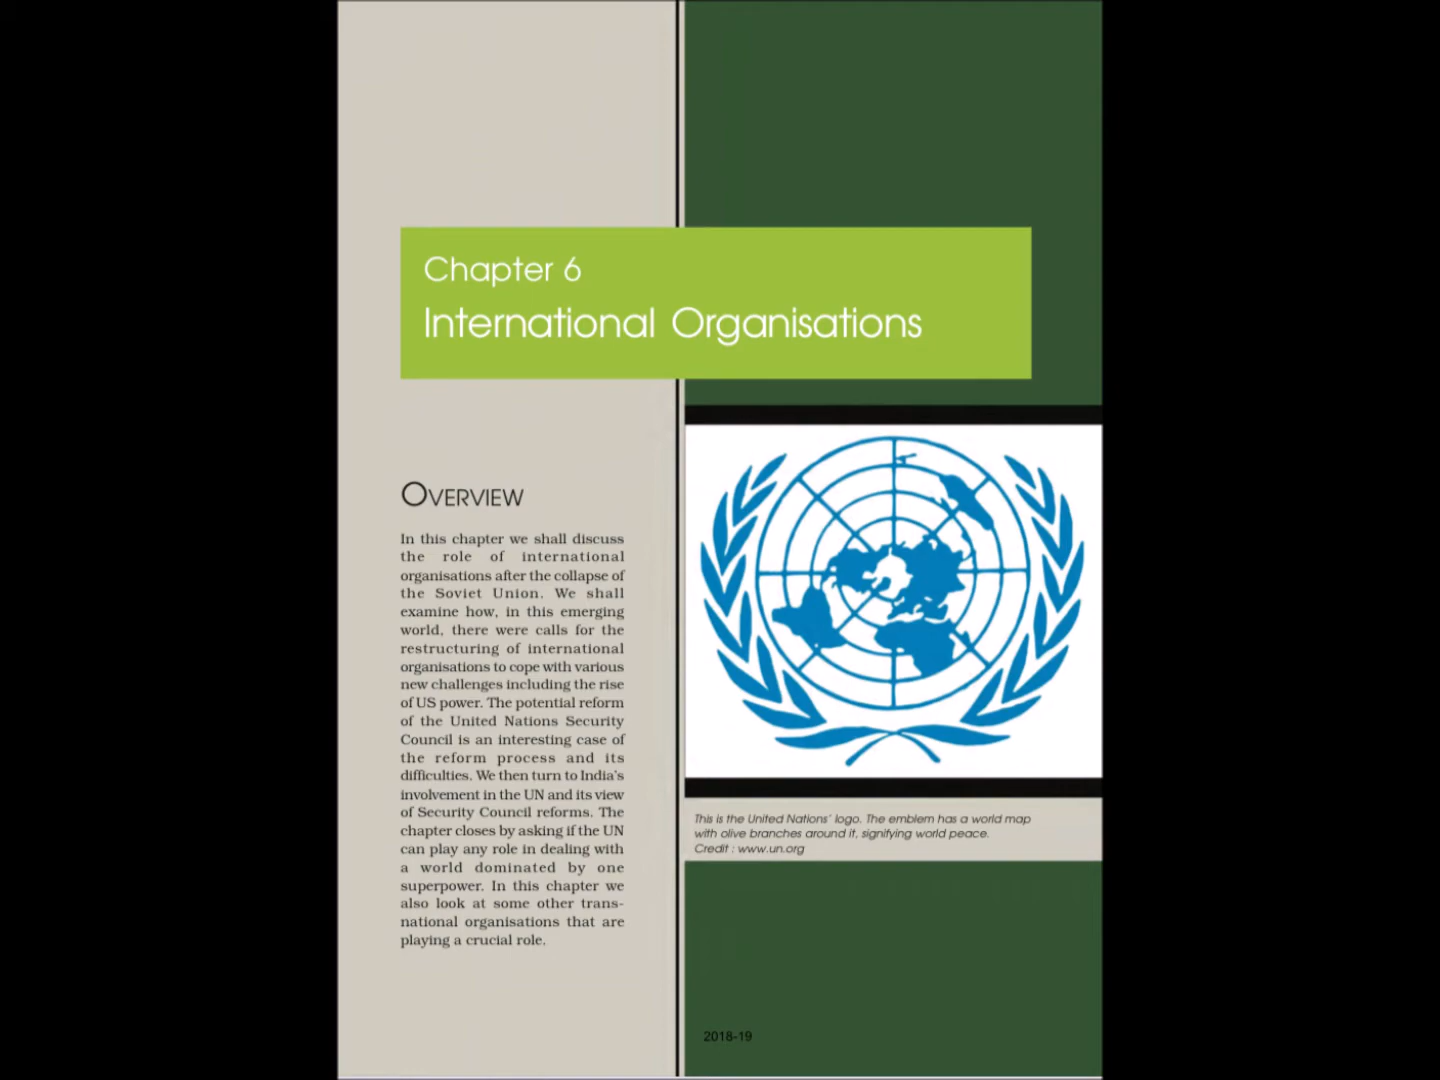 Chapter 6
International Organisations
OVERVIEW
In this chapter we shall discuss
the role of international
organisations after the collapse of
the Soviet Union. We shall
examine how, in this emerging
world, there were calls for the
restructuring of international
organisations to cope with various
new challenges including the rise
of US power. The potential reform
of the United Nations Security
Council is an interesting case of
the reform process and its
difficulties. We then turn to India's
involvement in the UN and its view
of Security Council reforms. The
chapter closes by asking if the UN
can play any role in dealing with
a world dominated by one
superpower. In this chapter we
also look at some other trans-
national organisations that are
playing a crucial role.
This is the United Nations' logo. The emblem has a world map
with olive branches around it, signifying world peace.
Credit : www.un.org
2018-19